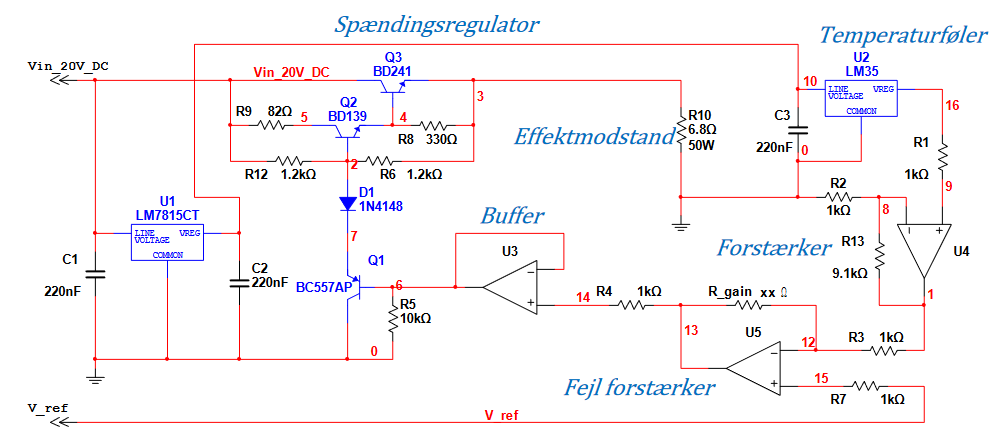 Spændingsregulator
Temperaturføler
Vin_20V_DC
Vin_20V_DC
Q3
BD241
U2
LM35
10
LINE VREG
VOLTAGE
COMMON
16
3
R9 82Ω
5
Q2
BD139
4
R8
330Ω
Effektmodstand
R10
6.8Ω
50W
C3
220nF
0
R1
1kΩ
9
R12 1.2kΩ
2
R6 1.2kΩ
R2
1kΩ
8
D1
1N4148
U1
LM7815CT
LINE VREG
VOLTAGE
COMMON
Buffer
Forstærker
R13
9.1kΩ
U4
7
U3
C1
220nF
C2
220nF
Q1
BC557AP
6
R5
10kΩ
14
R4 1kΩ
R_gain xx Ω
1
13
U5
12
R3 1kΩ
0
Fejl forstærker
15
R7 1kΩ
V_ref
V_ref